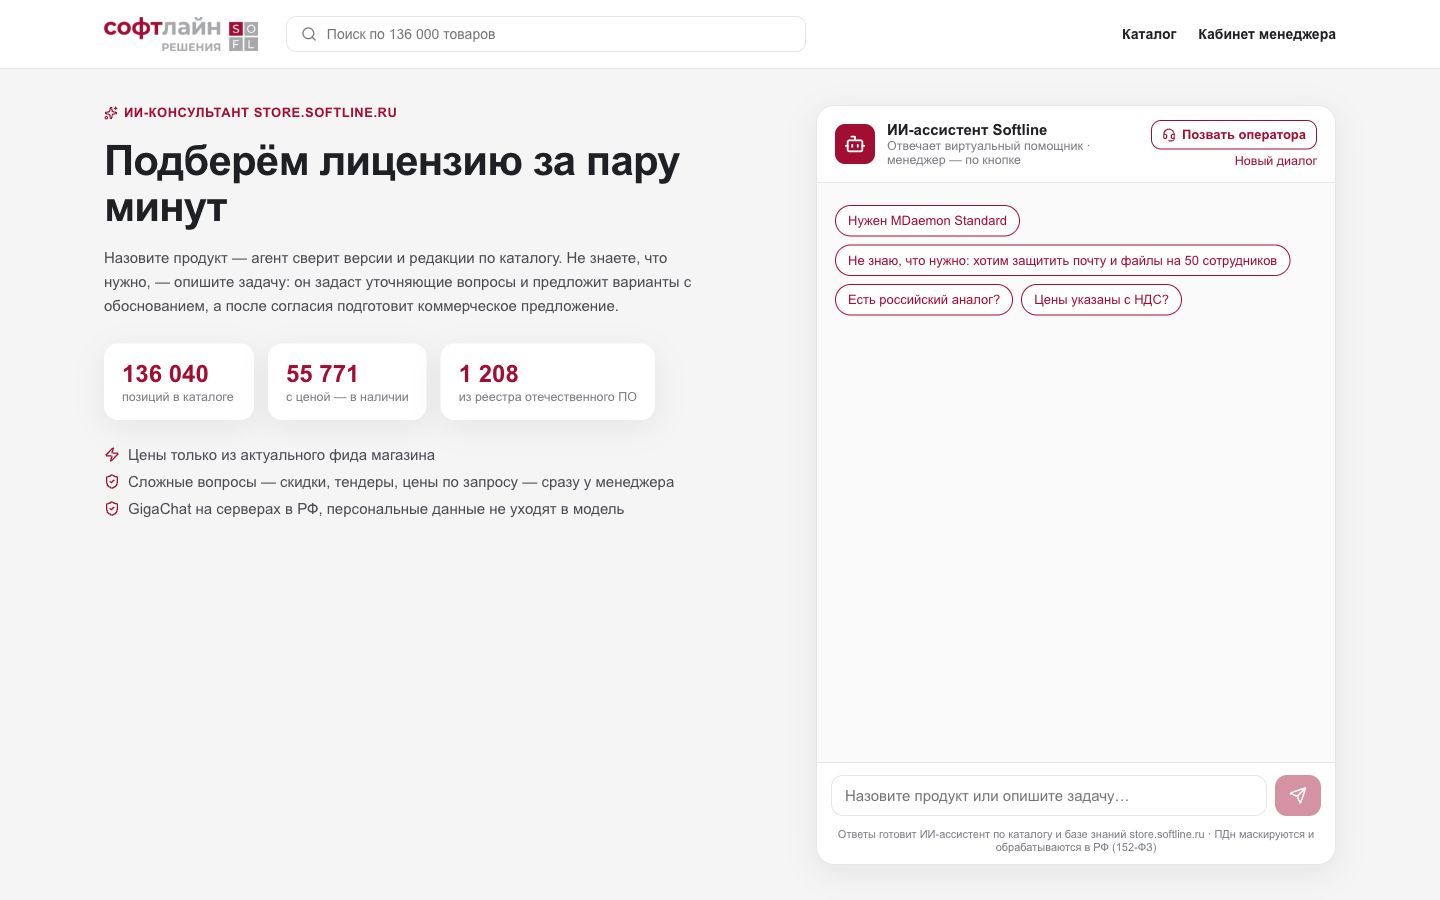 софтлайн
РЕШЕНИЯ
S O
F L
Поиск по 136 000 товаров
Каталог
Кабинет менеджера
ИИ-КОНСУЛЬТАНТ STORE.SOFTLINE.RU
Подберём лицензию за пару
минут
Назовите продукт — агент сверит версии и редакции по каталогу. Не знаете, что
нужно, — опишите задачу: он задаст уточняющие вопросы и предложит варианты с
обоснованием, а после согласия подготовит коммерческое предложение.
136 040
позиций в каталоге
55 771
с ценой — в наличии
1 208
из реестра отечественного ПО
Цены только из актуального фида магазина
Сложные вопросы — скидки, тендеры, цены по запросу — сразу у менеджера
GigaChat на серверах в РФ, персональные данные не уходят в модель
ИИ-ассистент Softline
Отвечает виртуальный помощник ·
менеджер — по кнопке
Позвать оператора
Новый диалог
Нужен MDaemon Standard
Не знаю, что нужно: хотим защитить почту и файлы на 50 сотрудников
Есть российский аналог?
Цены указаны с НДС?
Назовите продукт или опишите задачу…
Ответы готовит ИИ-ассистент по каталогу и базе знаний store.softline.ru · ПДн маскируются и
обрабатываются в РФ (152-ФЗ)